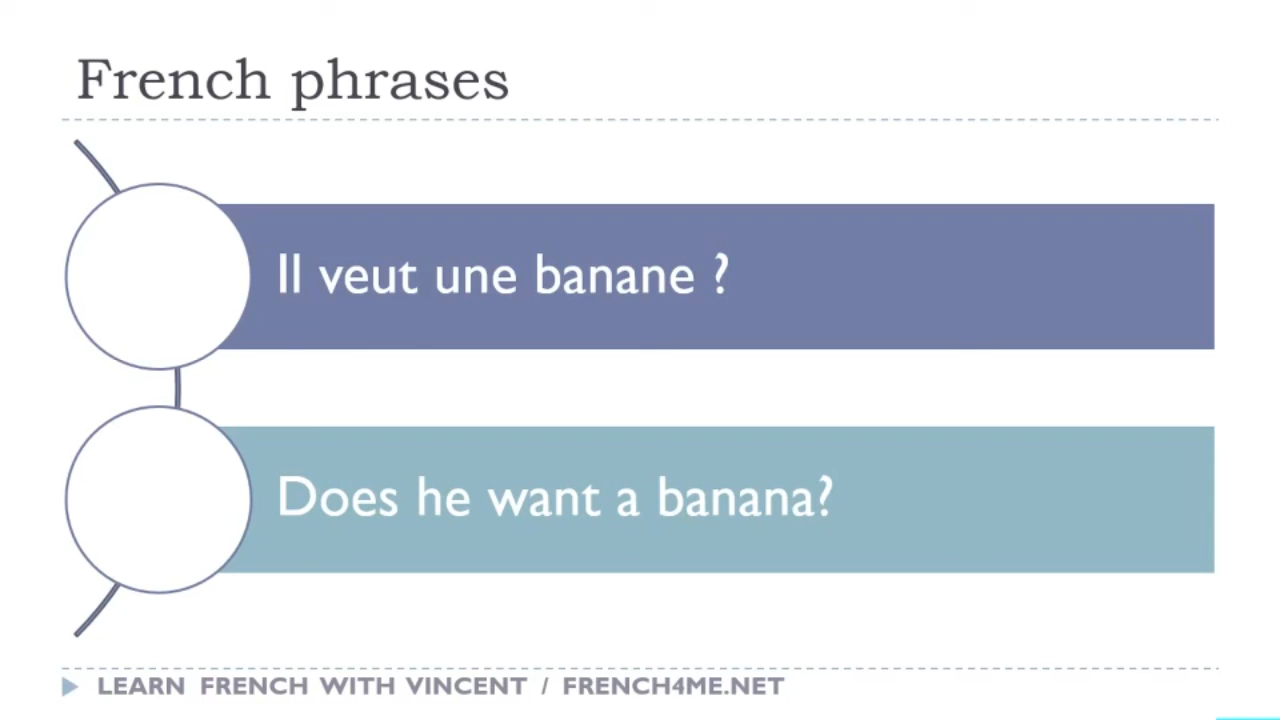 French phrases
Il veut une banane ?
Does he want a banana?
LEARN FRENCH WITH VINCENT / FRENCH4ME.NET